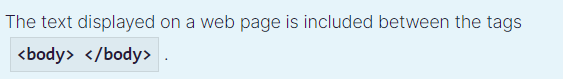 The text displayed on a web page is included between the tags
<body> </body> .